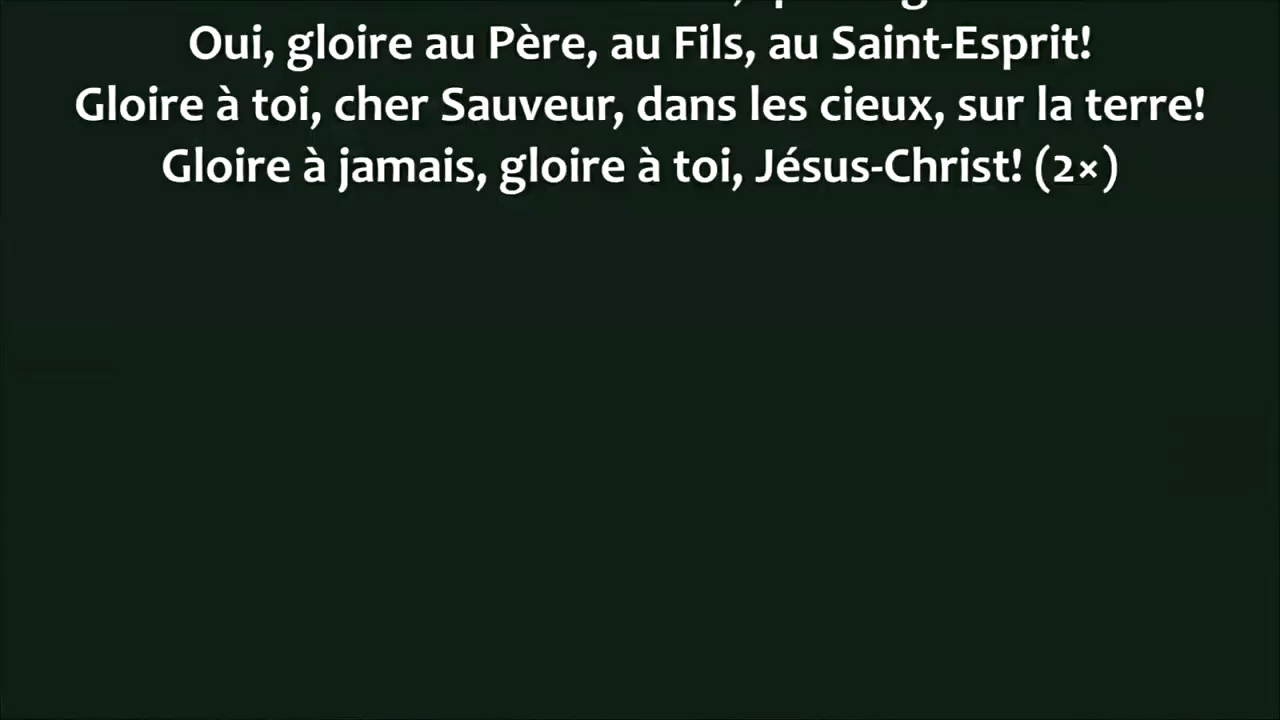 Oui, gloire au Père, au Fils, au Saint-Esprit!
Gloire à toi, cher Sauveur, dans les cieux, sur la terre!
Gloire à jamais, gloire à toi, Jésus-Christ! (2×)